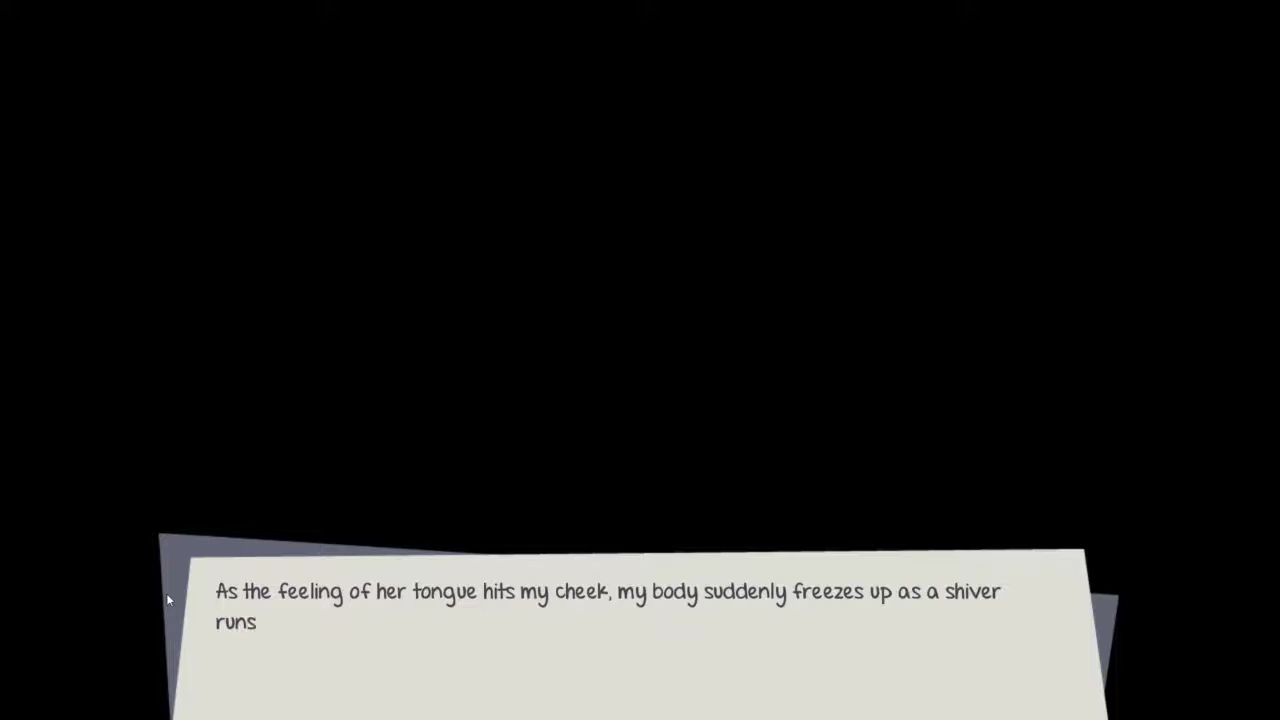 As the feeling of her tongue hits my cheek, my body suddenly freezes up as a shiver
runs